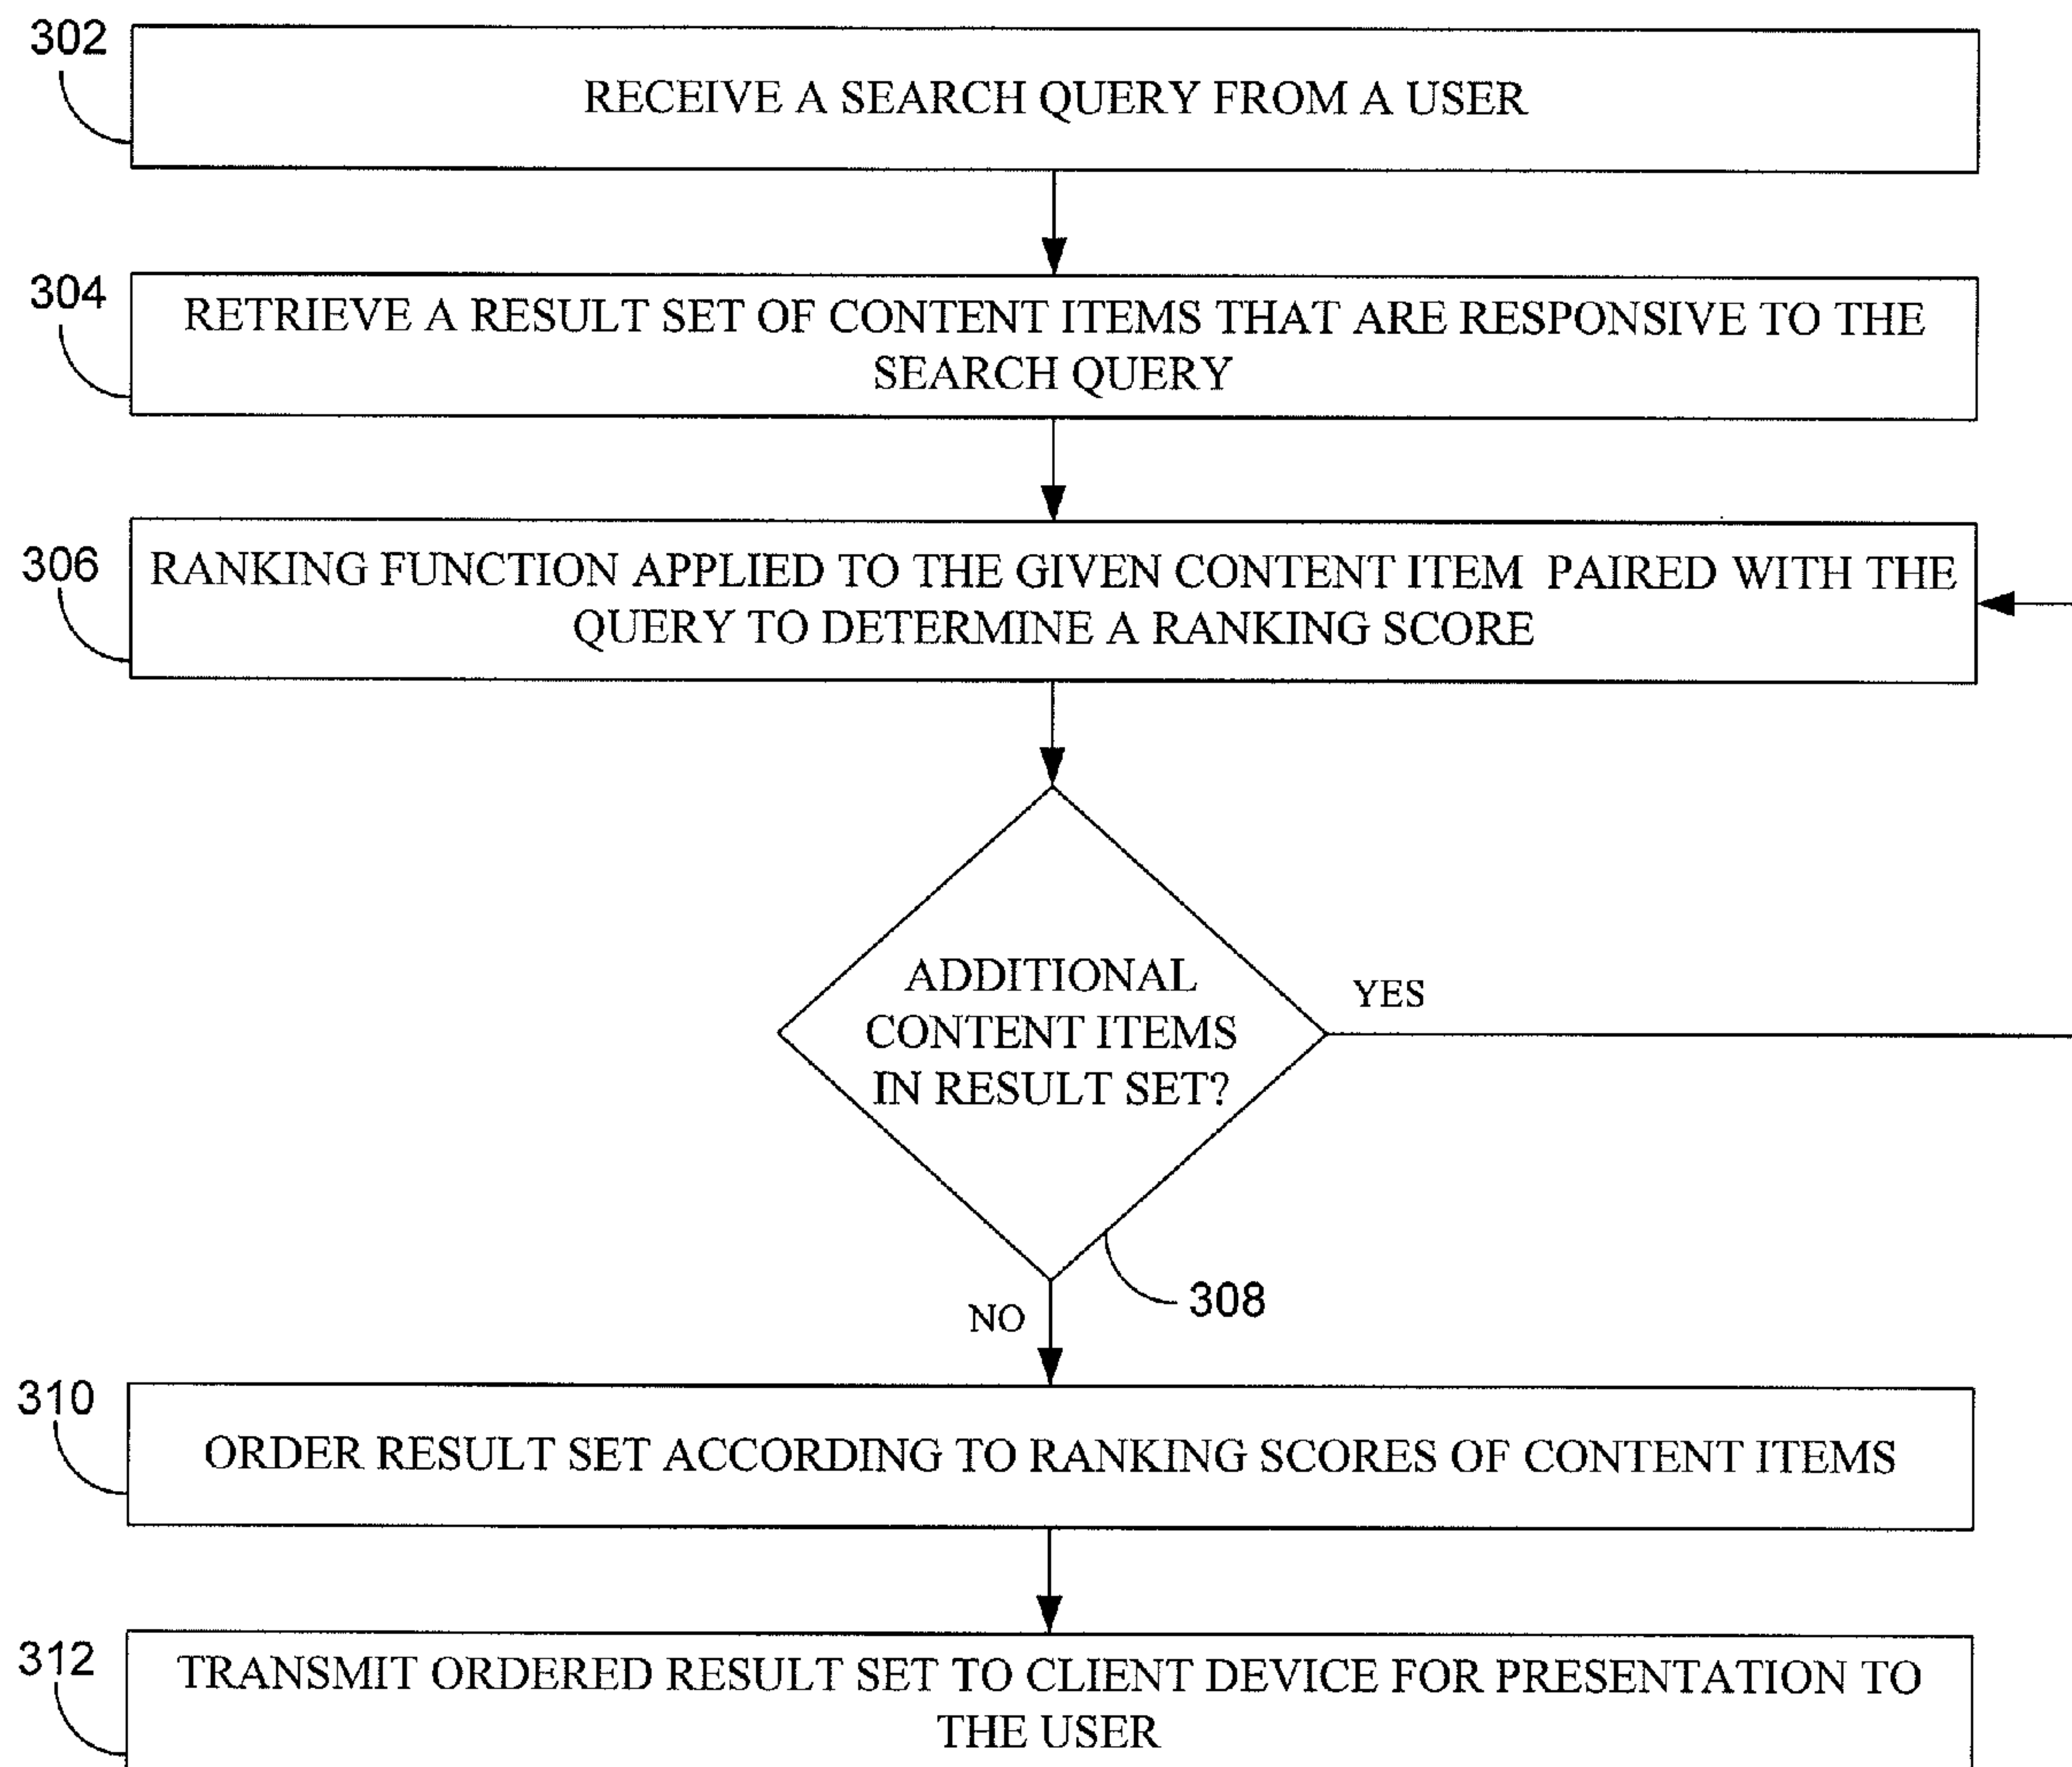 302
RECEIVE A SEARCH QUERY FROM A USER
304
RETRIEVE A RESULT SET OF CONTENT ITEMS THAT ARE RESPONSIVE TO THE
SEARCH QUERY
306
RANKING FUNCTION APPLIED TO THE GIVEN CONTENT ITEM PAIRED WITH THE
QUERY TO DETERMINE A RANKING SCORE
ADDITIONAL
CONTENT ITEMS
IN RESULT SET?
YES
308
NO
310
ORDER RESULT SET ACCORDING TO RANKING SCORES OF CONTENT ITEMS
312
TRANSMIT ORDERED RESULT SET TO CLIENT DEVICE FOR PRESENTATION TO
THE USER